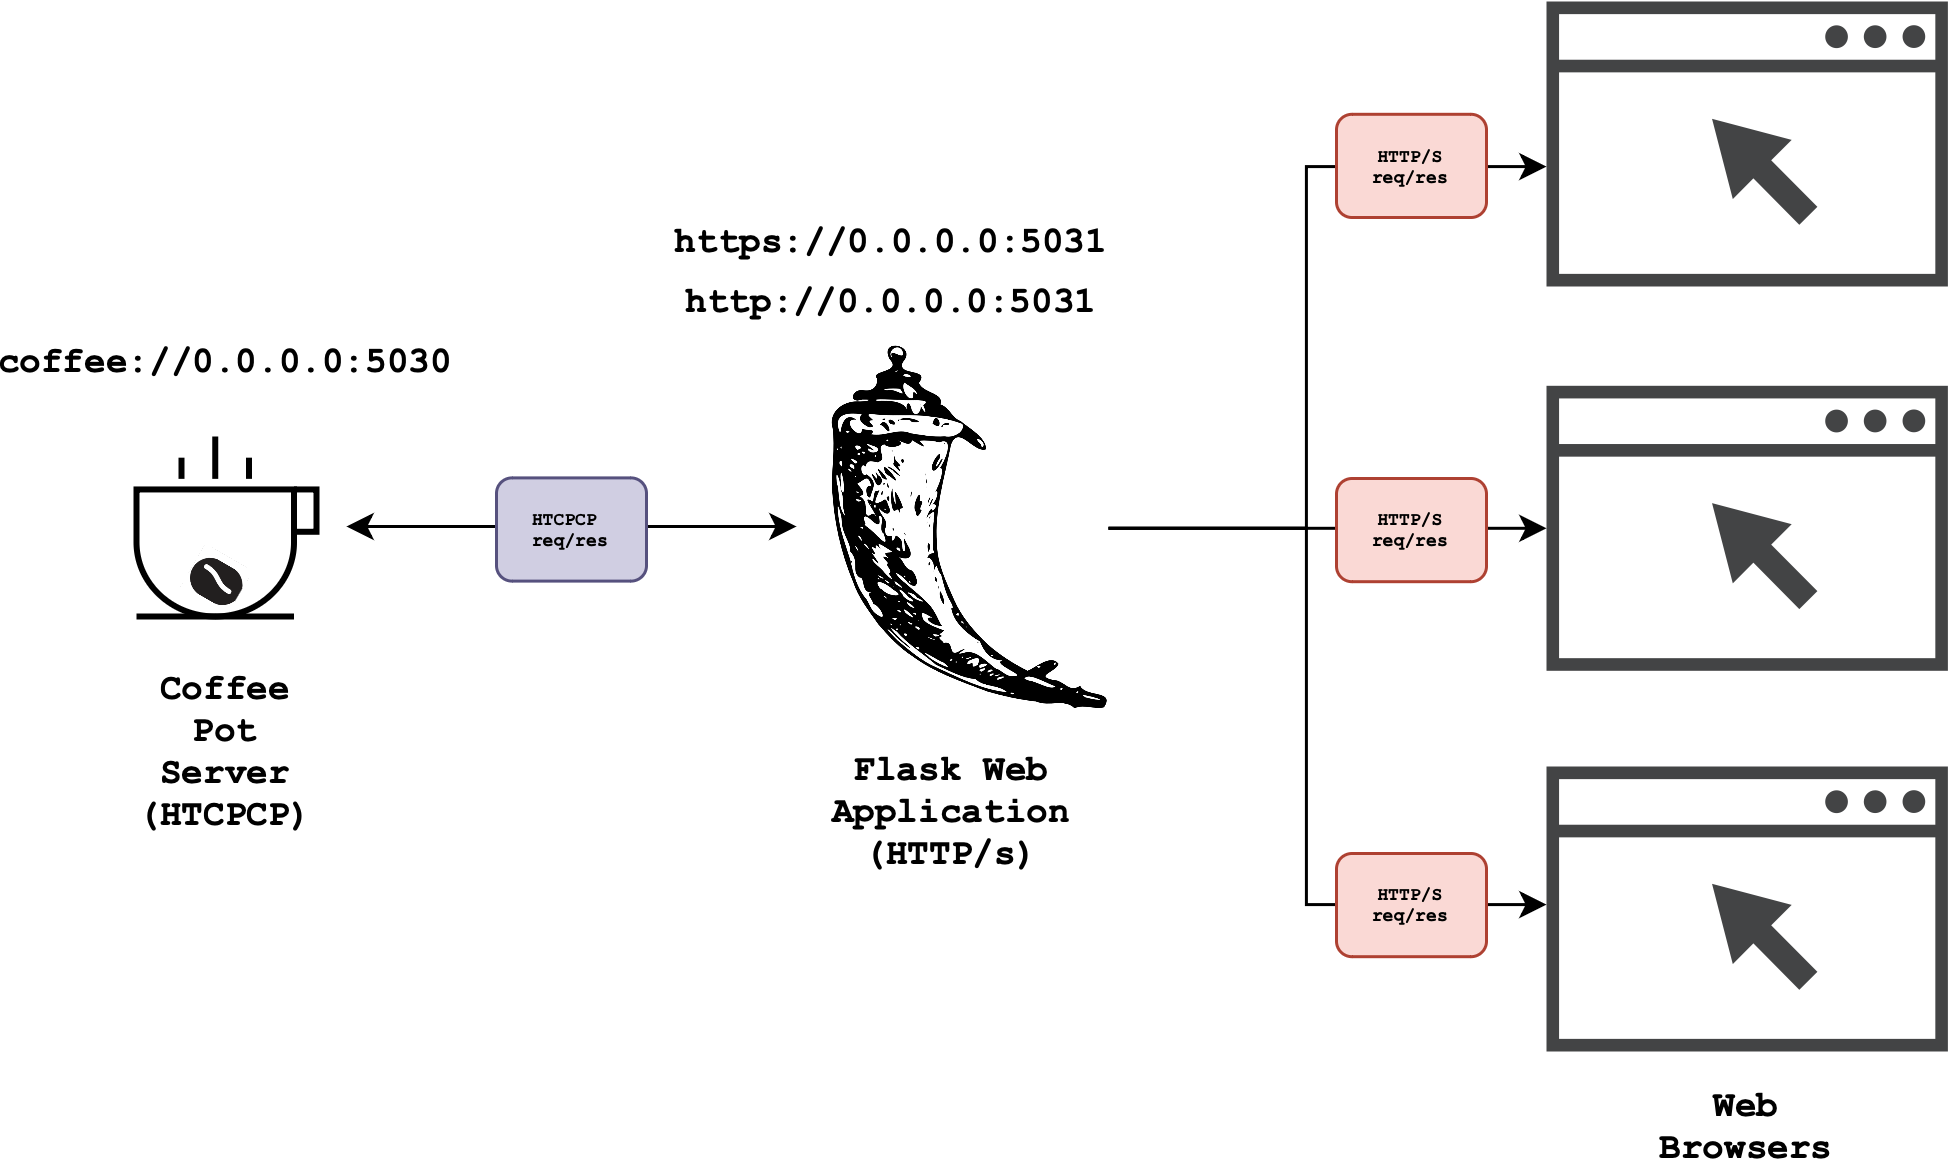 coffee://0.0.0.0:5030
Coffee
Pot
Server
(HTCPCP)
HTCPCP
req/res
https://0.0.0.0:5031
http://0.0.0.0:5031
Flask Web
Application
(HTTP/s)
HTTP/S
req/res
HTTP/S
req/res
HTTP/S
req/res
Web
Browsers